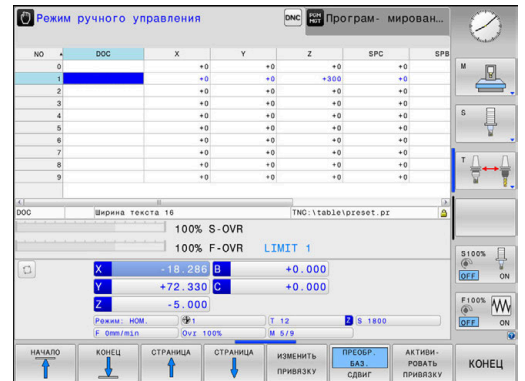 Режим ручного управления
DNC PGM MGT Програм- мирован...
NO DOC X Y Z SPC SPB
0 +0 +0 +0 +0
1 +0 +0 +300 +0
2 +0 +0 +0 +0
3 +0 +0 +0 +0
4 +0 +0 +0 +0
5 +0 +0 +0 +0
6 +0 +0 +0 +0
7 +0 +0 +0 +0
8 +0 +0 +0 +0
9 +0 +0 +0 +0
DOC Ширина текста 16 TNC:\table\preset.pr
100% S-OVR
100% F-OVR LIMIT 1
X -18.286 B +0.000
Y +72.330 C +0.000
Z -5.000
Режим: НОМ. 1 T 12 Z S 1800
F 0mm/min Ovr 100% M 5/9
M
S
T
S100%
OFF ON
F100%
OFF ON
НАЧАЛО
КОНЕЦ
СТРАНИЦА
СТРАНИЦА
ИЗМЕНИТЬ
ПРИВЯЗКУ
ПРЕОБР.
БАЗ.
СДВИГ
АКТИВИ-
РОВАТЬ
ПРИВЯЗКУ
КОНЕЦ